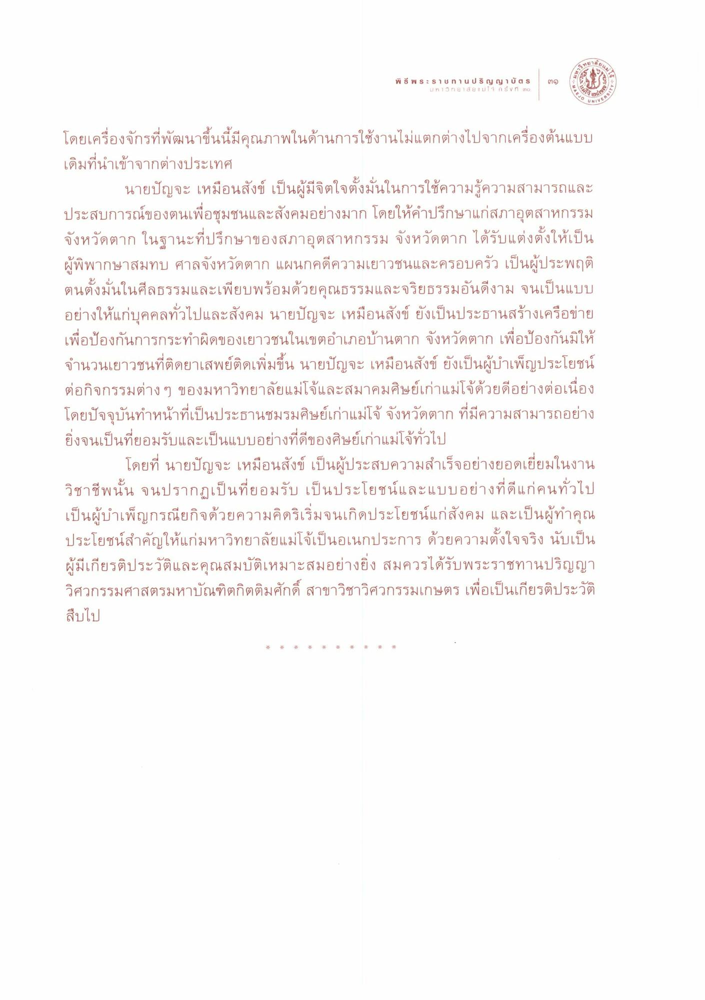 พิธีพระราชทานปริญญาบัตร
มหาวิทยาลัยแม่โจ้ ครั้งที่ ๓๐
๓๑
มหาวิทยาลัยแม่โจ้
แม่โจ้ ๒๔๗๗
MAEJO UNIVERSITY
โดยเครื่องจักรที่พัฒนาขึ้นนี้มีคุณภาพในด้านการใช้งานไม่แตกต่างไปจากเครื่องต้นแบบ
เดิมที่นำเข้าจากต่างประเทศ
นายปัญจะ เหมือนสังข์ เป็นผู้มีจิตใจตั้งมั่นในการใช้ความรู้ความสามารถและ
ประสบการณ์ของตนเพื่อชุมชนและสังคมอย่างมาก โดยให้คำปรึกษาแก่สภาอุตสาหกรรม
จังหวัดตาก ในฐานะที่ปรึกษาของสภาอุตสาหกรรม จังหวัดตาก ได้รับแต่งตั้งให้เป็น
ผู้พิพากษาสมทบ ศาลจังหวัดตาก แผนกคดีความเยาวชนและครอบครัว เป็นผู้ประพฤติ
ตนตั้งมั่นในศีลธรรมและเพียบพร้อมด้วยคุณธรรมและจริยธรรมอันดีงาม จนเป็นแบบ
อย่างให้แก่บุคคลทั่วไปและสังคม นายปัญจะ เหมือนสังข์ ยังเป็นประธานสร้างเครือข่าย
เพื่อป้องกันการกระทำผิดของเยาวชนในเขตอำเภอบ้านตาก จังหวัดตาก เพื่อป้องกันมิให้
จำนวนเยาวชนที่ติดยาเสพย์ติดเพิ่มขึ้น นายปัญจะ เหมือนสังข์ ยังเป็นผู้บำเพ็ญประโยชน์
ต่อกิจกรรมต่างๆ ของมหาวิทยาลัยแม่โจ้และสมาคมศิษย์เก่าแม่โจ้ด้วยดีอย่างต่อเนื่อง
โดยปัจจุบันทำหน้าที่เป็นประธานชมรมศิษย์เก่าแม่โจ้ จังหวัดตาก ที่มีความสามารถอย่าง
ยิ่งจนเป็นที่ยอมรับและเป็นแบบอย่างที่ดีของศิษย์เก่าแม่โจ้ทั่วไป
โดยที่ นายปัญจะ เหมือนสังข์ เป็นผู้ประสบความสำเร็จอย่างยอดเยี่ยมในงาน
วิชาชีพนั้น จนปรากฏเป็นที่ยอมรับ เป็นประโยชน์และแบบอย่างที่ดีแก่คนทั่วไป
เป็นผู้บำเพ็ญกรณียกิจด้วยความคิดริเริ่มจนเกิดประโยชน์แก่สังคม และเป็นผู้ทำคุณ
ประโยชน์สำคัญให้แก่มหาวิทยาลัยแม่โจ้เป็นอเนกประการ ด้วยความตั้งใจจริง นับเป็น
ผู้มีเกียรติประวัติและคุณสมบัติเหมาะสมอย่างยิ่ง สมควรได้รับพระราชทานปริญญา
วิศวกรรมศาสตรมหาบัณฑิตกิตติมศักดิ์ สาขาวิชาวิศวกรรมเกษตร เพื่อเป็นเกียรติประวัติ
สืบไป
* * * * * * * * * *